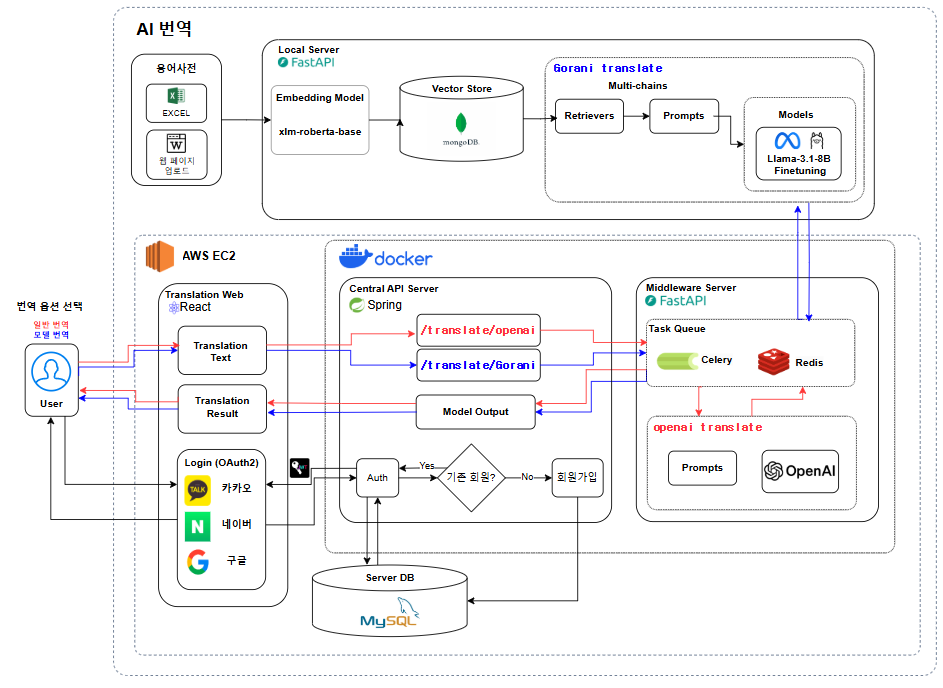 AI 번역
용어사전
EXCEL
W
웹 페이지
업로드
Local Server
FastAPI
Embedding Model
xlm-roberta-base
Vector Store
mongoDB
Gorani translate
Multi-chains
Retrievers
Prompts
Models
Llama-3.1-8B
Finetuning
AWS EC2
docker
번역 옵션 선택
일반 번역
모델 번역
User
Translation Web
React
Translation
Text
Translation
Result
Login (OAuth2)
TALK
카카오
N
네이버
구글
Central API Server
Spring
/translate/openai
/translate/Gorani
Model Output
Auth
Yes
기존 회원?
No
회원가입
Middleware Server
FastAPI
Task Queue
Celery
Redis
openai translate
Prompts
OpenAI
Server DB
MySQL